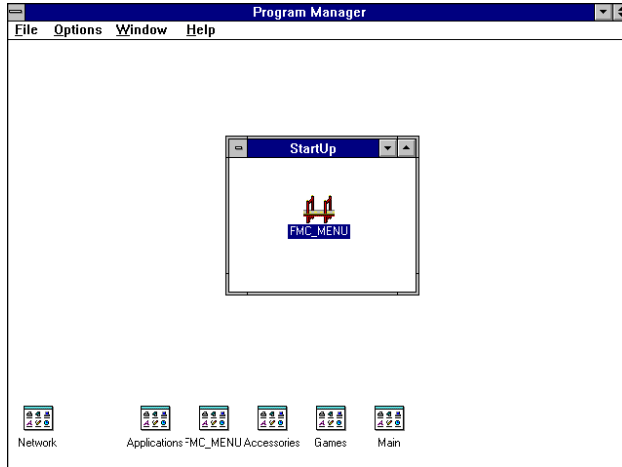 Program Manager
File Options Window Help
StartUp
FMC_MENU
Network Applications FMC_MENU Accessories Games Main